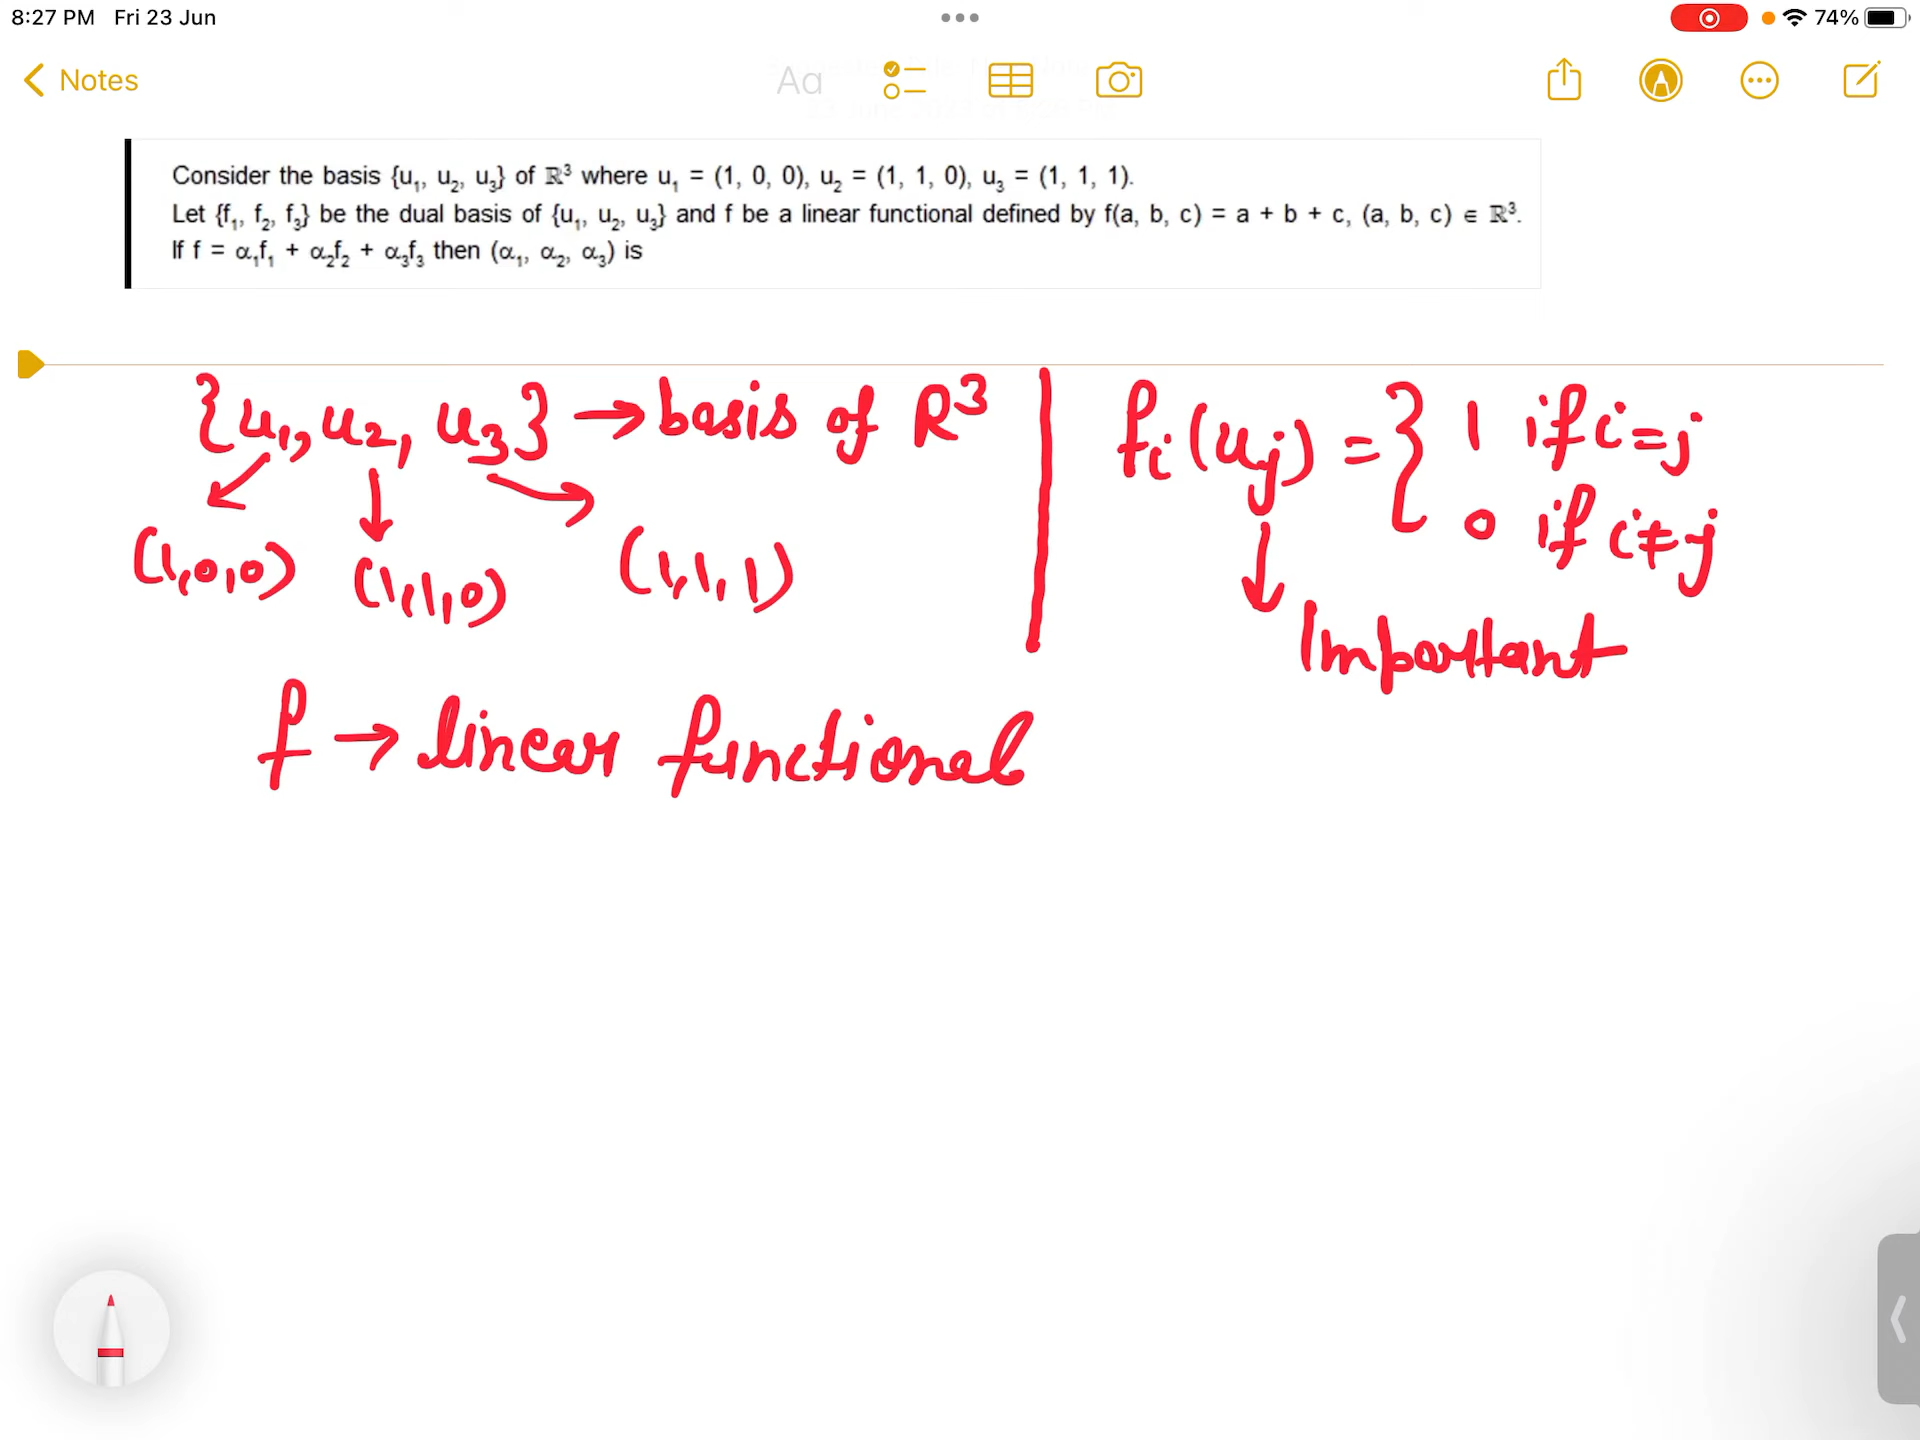 8:27 PM Fri 23 Jun
74%
Notes
Aa
Consider the basis {u₁, u₂, u₃} of ℝ³ where u₁ = (1, 0, 0), u₂ = (1, 1, 0), u₃ = (1, 1, 1).
Let {f₁, f₂, f₃} be the dual basis of {u₁, u₂, u₃} and f be a linear functional defined by f(a, b, c) = a + b + c, (a, b, c) ∈ ℝ³.
If f = α₁f₁ + α₂f₂ + α₃f₃ then (α₁, α₂, α₃) is
{u₁, u₂, u₃} → basis of R³
(1,0,0) (1,1,0) (1,1,1)
fᵢ(uⱼ) = { 1 if i=j
0 if i≠j
Important
f → linear functional